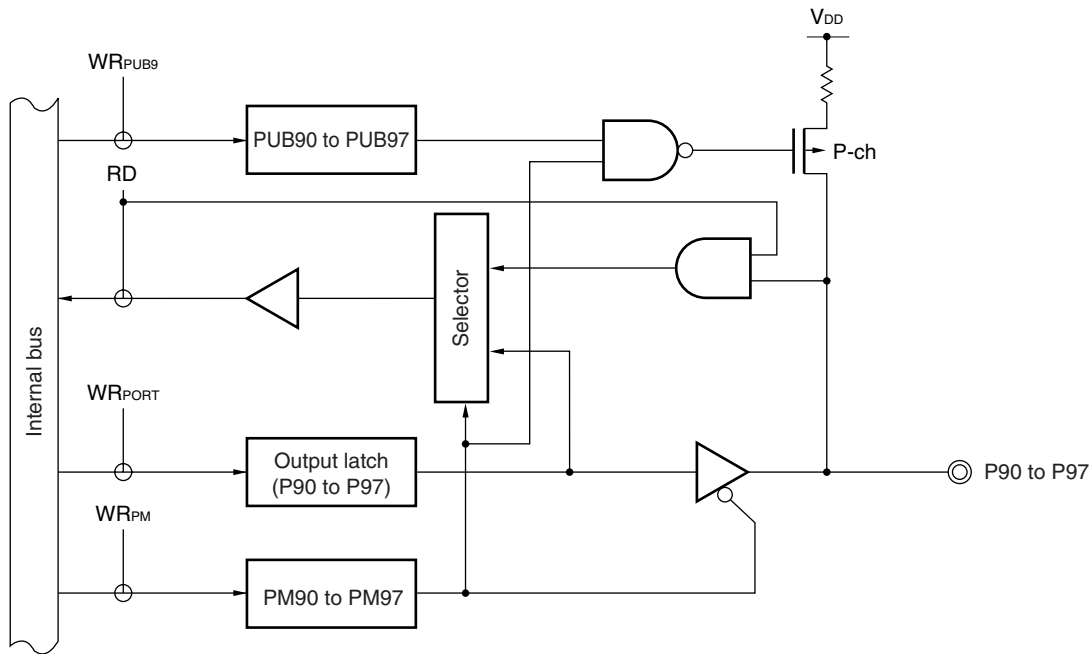 VDD
WRPUB9
PUB90 to PUB97
P-ch
RD
Selector
Internal bus
WRPORT
Output latch
(P90 to P97)
P90 to P97
WRPM
PM90 to PM97